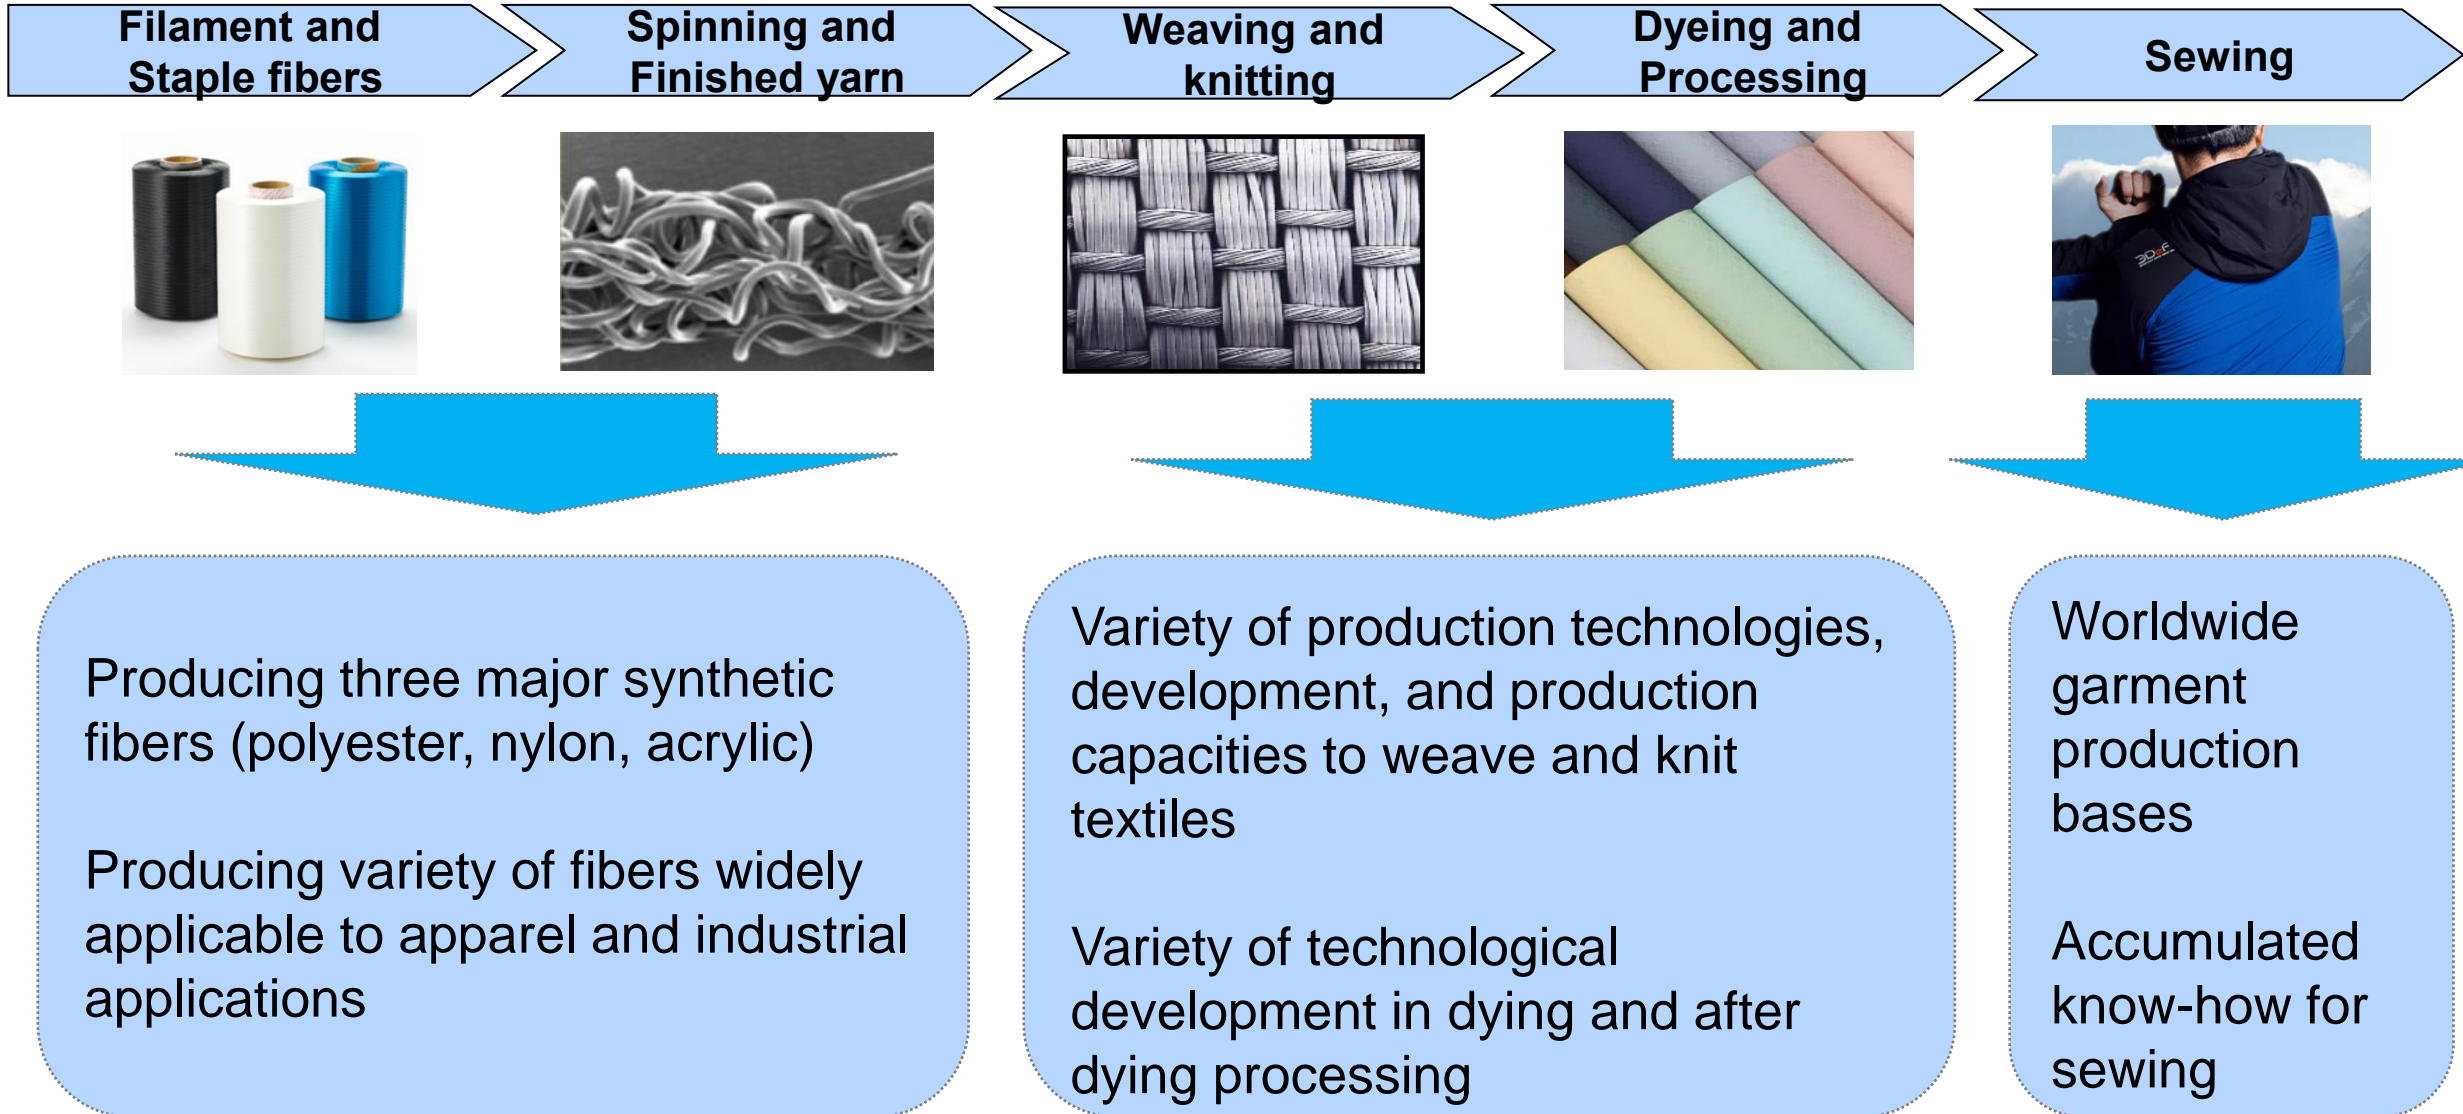 Filament and
Staple fibers
Spinning and
Finished yarn
Weaving and
knitting
Dyeing and
Processing
Sewing
Producing three major synthetic
fibers (polyester, nylon, acrylic)
Producing variety of fibers widely
applicable to apparel and industrial
applications
Variety of production technologies,
development, and production
capacities to weave and knit
textiles
Variety of technological
development in dying and after
dying processing
Worldwide
garment
production
bases
Accumulated
know-how for
sewing